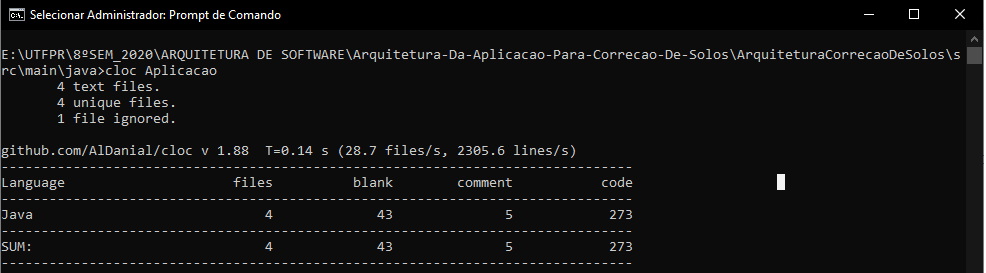 Selecionar Administrador: Prompt de Comando
E:\UTFPR\8ºSEM_2020\ARQUITETURA DE SOFTWARE\Arquitetura-Da-Aplicacao-Para-Correcao-De-Solos\ArquiteturaCorrecaoDeSolos\s
rc\main\java>cloc Aplicacao
4 text files.
4 unique files.
1 file ignored.
github.com/AlDanial/cloc v 1.88 T=0.14 s (28.7 files/s, 2305.6 lines/s)
-------------------------------------------------------------------------------
Language files blank comment code
-------------------------------------------------------------------------------
Java 4 43 5 273
-------------------------------------------------------------------------------
SUM: 4 43 5 273
-------------------------------------------------------------------------------